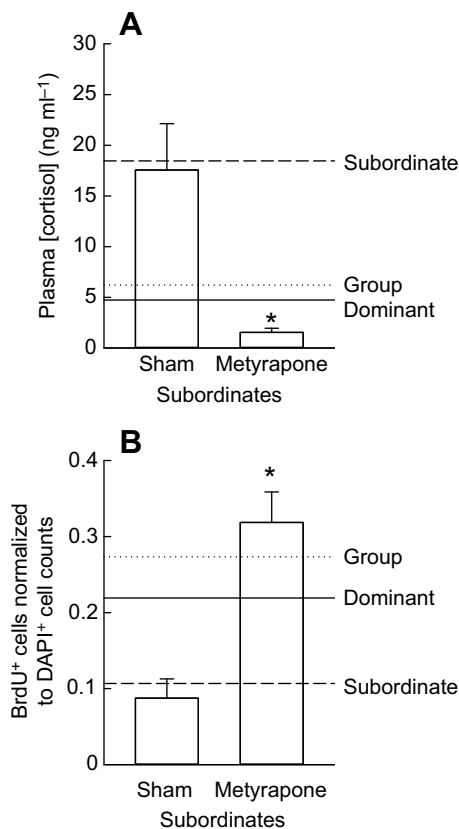 A
30
25
20
15
10
5
0
Plasma [cortisol] (ng ml⁻¹)
Subordinate
Group
Dominant
*
Sham Metyrapone
Subordinates
B
0.4
0.3
0.2
0.1
0
BrdU⁺ cells normalized
to DAPI⁺ cell counts
*
Group
Dominant
Subordinate
Sham Metyrapone
Subordinates